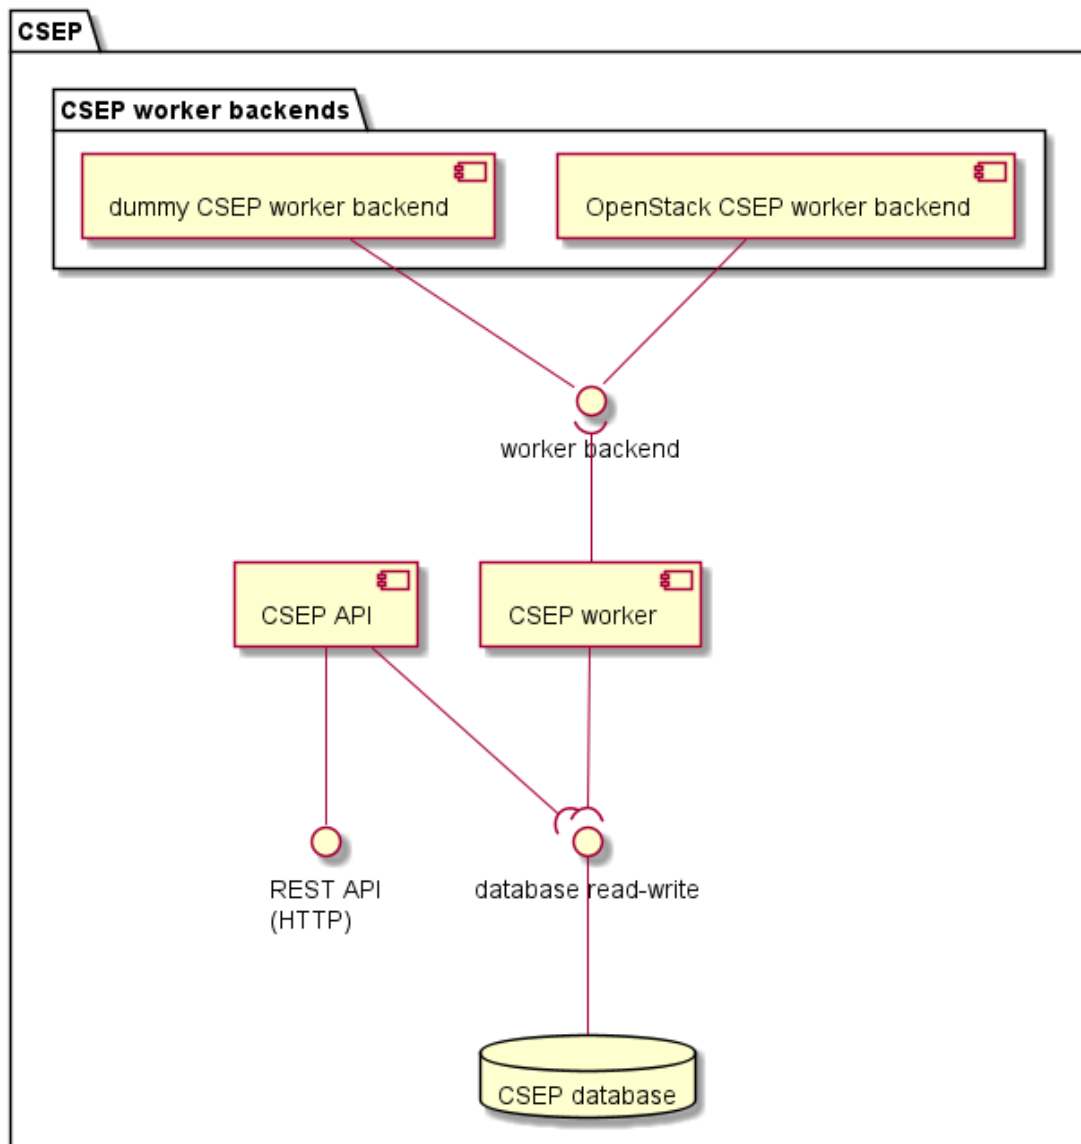 CSEP
CSEP worker backends
dummy CSEP worker backend
OpenStack CSEP worker backend
worker backend
CSEP API
CSEP worker
REST API
(HTTP)
database read-write
CSEP database